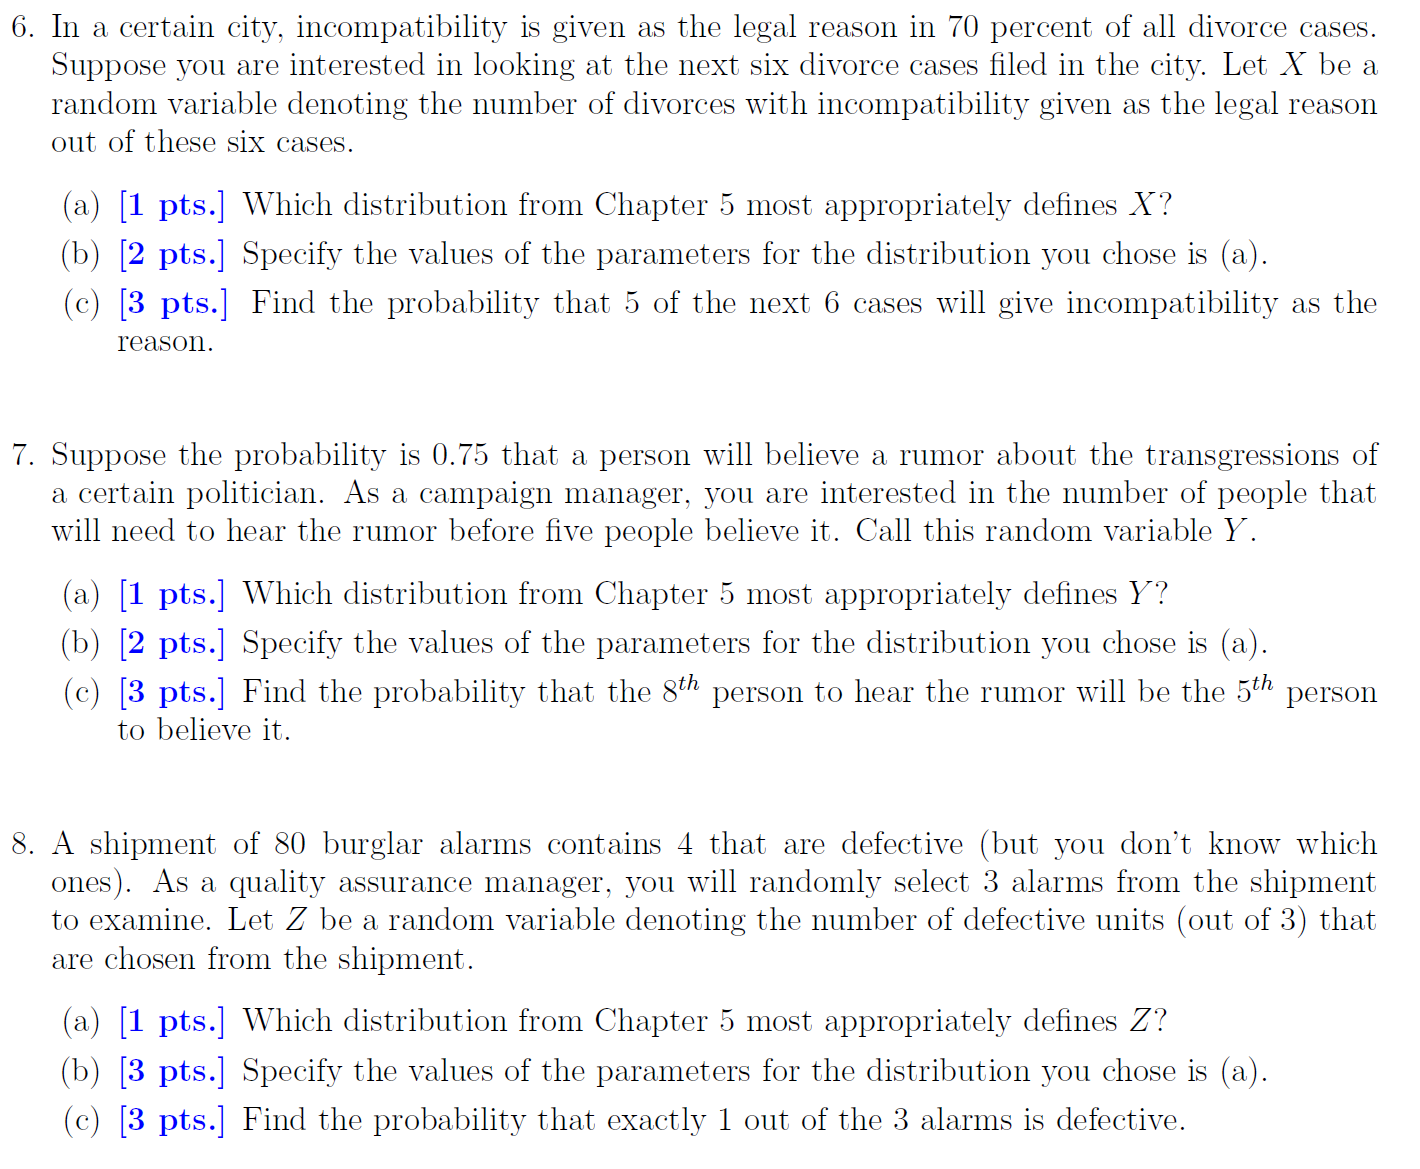 6. In a certain city, incompatibility is given as the legal reason in 70 percent of all divorce cases.
Suppose you are interested in looking at the next six divorce cases filed in the city. Let X be a
random variable denoting the number of divorces with incompatibility given as the legal reason
out of these six cases.
(a) [1 pts.] Which distribution from Chapter 5 most appropriately defines X?
(b) [2 pts.] Specify the values of the parameters for the distribution you chose is (a).
(c) [3 pts.] Find the probability that 5 of the next 6 cases will give incompatibility as the
reason.
7. Suppose the probability is 0.75 that a person will believe a rumor about the transgressions of
a certain politician. As a campaign manager, you are interested in the number of people that
will need to hear the rumor before five people believe it. Call this random variable Y.
(a) [1 pts.] Which distribution from Chapter 5 most appropriately defines Y?
(b) [2 pts.] Specify the values of the parameters for the distribution you chose is (a).
(c) [3 pts.] Find the probability that the 8th person to hear the rumor will be the 5th person
to believe it.
8. A shipment of 80 burglar alarms contains 4 that are defective (but you don't know which
ones). As a quality assurance manager, you will randomly select 3 alarms from the shipment
to examine. Let Z be a random variable denoting the number of defective units (out of 3) that
are chosen from the shipment.
(a) [1 pts.] Which distribution from Chapter 5 most appropriately defines Z?
(b) [3 pts.] Specify the values of the parameters for the distribution you chose is (a).
(c) [3 pts.] Find the probability that exactly 1 out of the 3 alarms is defective.